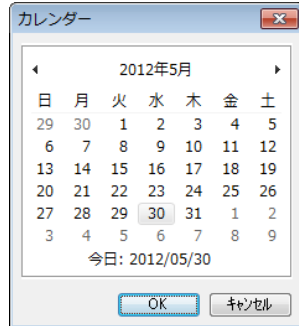 カレンダー
2012年5月
日 月 火 水 木 金 土
29 30 1 2 3 4 5
6 7 8 9 10 11 12
13 14 15 16 17 18 19
20 21 22 23 24 25 26
27 28 29 30 31 1 2
3 4 5 6 7 8 9
今日: 2012/05/30
OK ｷｬﾝｾﾙ